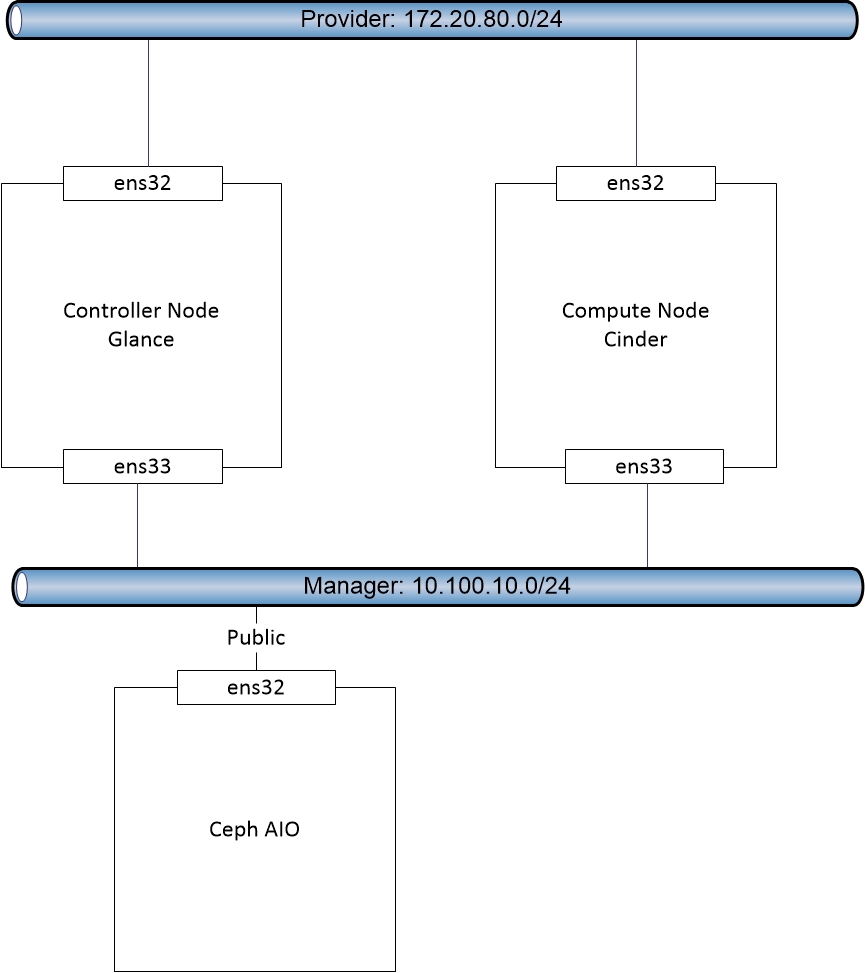 Provider: 172.20.80.0/24
ens32
ens32
Controller Node
Glance
Compute Node
Cinder
ens33
ens33
Manager: 10.100.10.0/24
Public
ens32
Ceph AIO